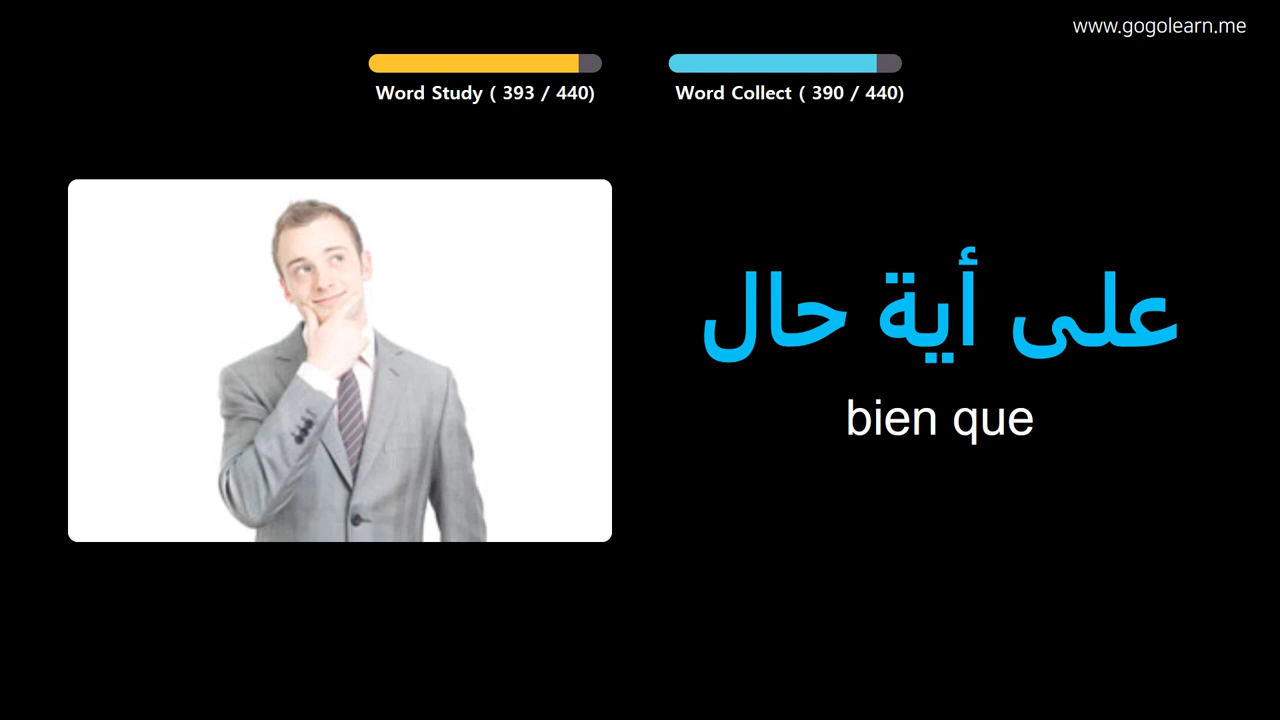 www.gogolearn.me
Word Study ( 393 / 440)
Word Collect ( 390 / 440)
على أية حال
bien que